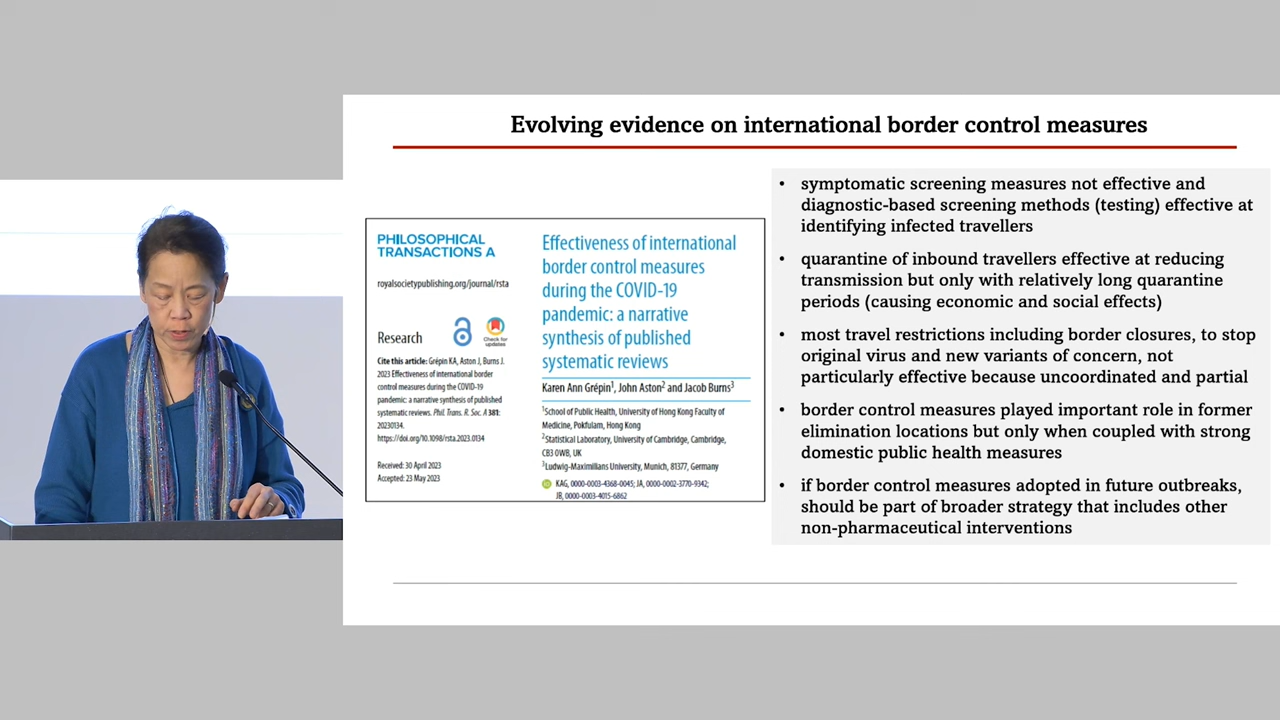 Evolving evidence on international border control measures
PHILOSOPHICAL
TRANSACTIONS A
royalsocietypublishing.org/journal/rsta
Research
Check for
updates
Cite this article: Grépin KA, Aston J, Burns J.
2023 Effectiveness of international border
control measures during the COVID-19
pandemic: a narrative synthesis of published
systematic reviews. Phil. Trans. R. Soc. A 381:
20230134.
https://doi.org/10.1098/rsta.2023.0134
Received: 30 April 2023
Accepted: 23 May 2023
Effectiveness of international
border control measures
during the COVID-19
pandemic: a narrative
synthesis of published
systematic reviews
Karen Ann Grépin1, John Aston2 and Jacob Burns3
1School of Public Health, University of Hong Kong Faculty of
Medicine, Pokfulam, Hong Kong
2Statistical Laboratory, University of Cambridge, Cambridge,
CB3 0WB, UK
3Ludwig-Maximilians University, Munich, 81377, Germany
KAG, 0000-0003-4368-0045; JA, 0000-0002-3770-9342;
JB, 0000-0003-4015-6862
• symptomatic screening measures not effective and
diagnostic-based screening methods (testing) effective at
identifying infected travellers
• quarantine of inbound travellers effective at reducing
transmission but only with relatively long quarantine
periods (causing economic and social effects)
• most travel restrictions including border closures, to stop
original virus and new variants of concern, not
particularly effective because uncoordinated and partial
• border control measures played important role in former
elimination locations but only when coupled with strong
domestic public health measures
• if border control measures adopted in future outbreaks,
should be part of broader strategy that includes other
non-pharmaceutical interventions